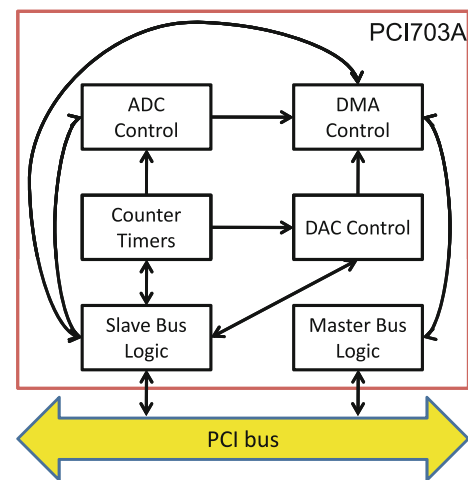 PCI703A
ADC
Control
DMA
Control
Counter
Timers
DAC Control
Slave Bus
Logic
Master Bus
Logic
PCI bus